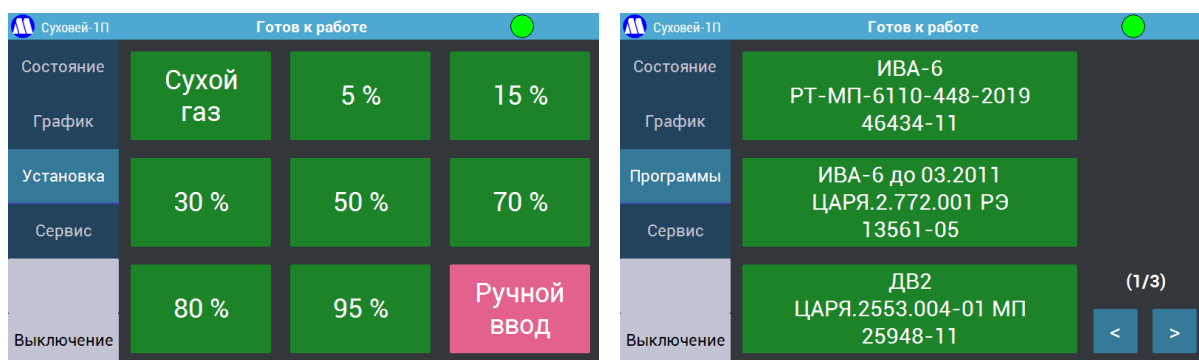 Суховей-1П
Готов к работе
Состояние
График
Установка
Сервис
Выключение
Сухой
газ
5 %
15 %
30 %
50 %
70 %
80 %
95 %
Ручной
ввод
Суховей-1П
Готов к работе
Состояние
График
Программы
Сервис
Выключение
ИВА-6
РТ-МП-6110-448-2019
46434-11
ИВА-6 до 03.2011
ЦАРЯ.2.772.001 РЭ
13561-05
ДВ2
ЦАРЯ.2553.004-01 МП
25948-11
(1/3)
< >